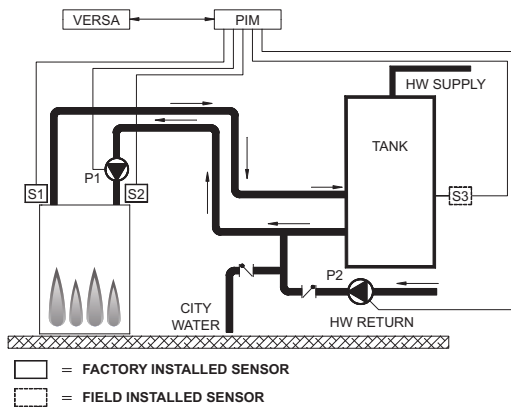 VERSA
PIM
HW SUPPLY
TANK
P1
S1
S2
S3
P2
CITY
WATER
HW RETURN
= FACTORY INSTALLED SENSOR
= FIELD INSTALLED SENSOR